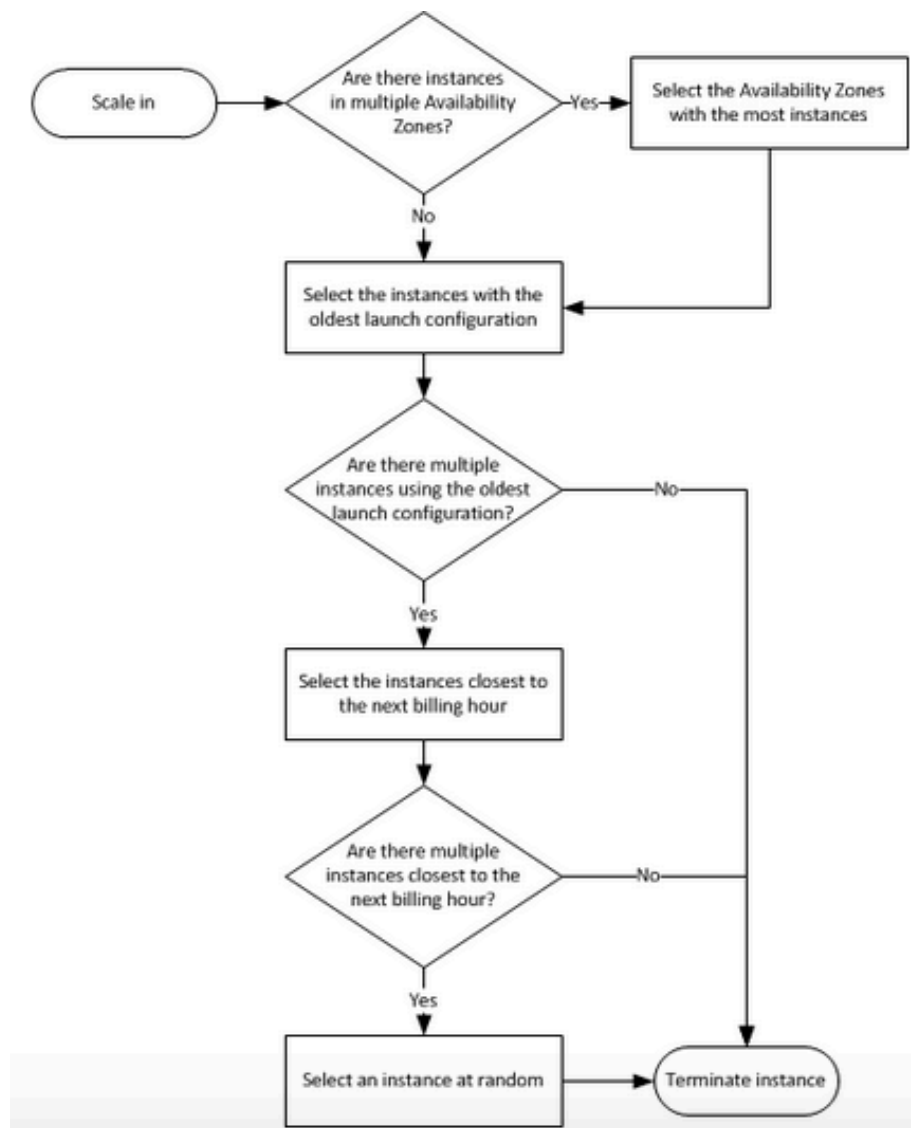 Scale in
Are there instances
in multiple Availability
Zones?
Yes
Select the Availability Zones
with the most instances
No
Select the instances with the
oldest launch configuration
Are there multiple
instances using the oldest
launch configuration?
No
Yes
Select the instances closest to
the next billing hour
Are there multiple
instances closest to the
next billing hour?
No
Yes
Select an instance at random
Terminate instance